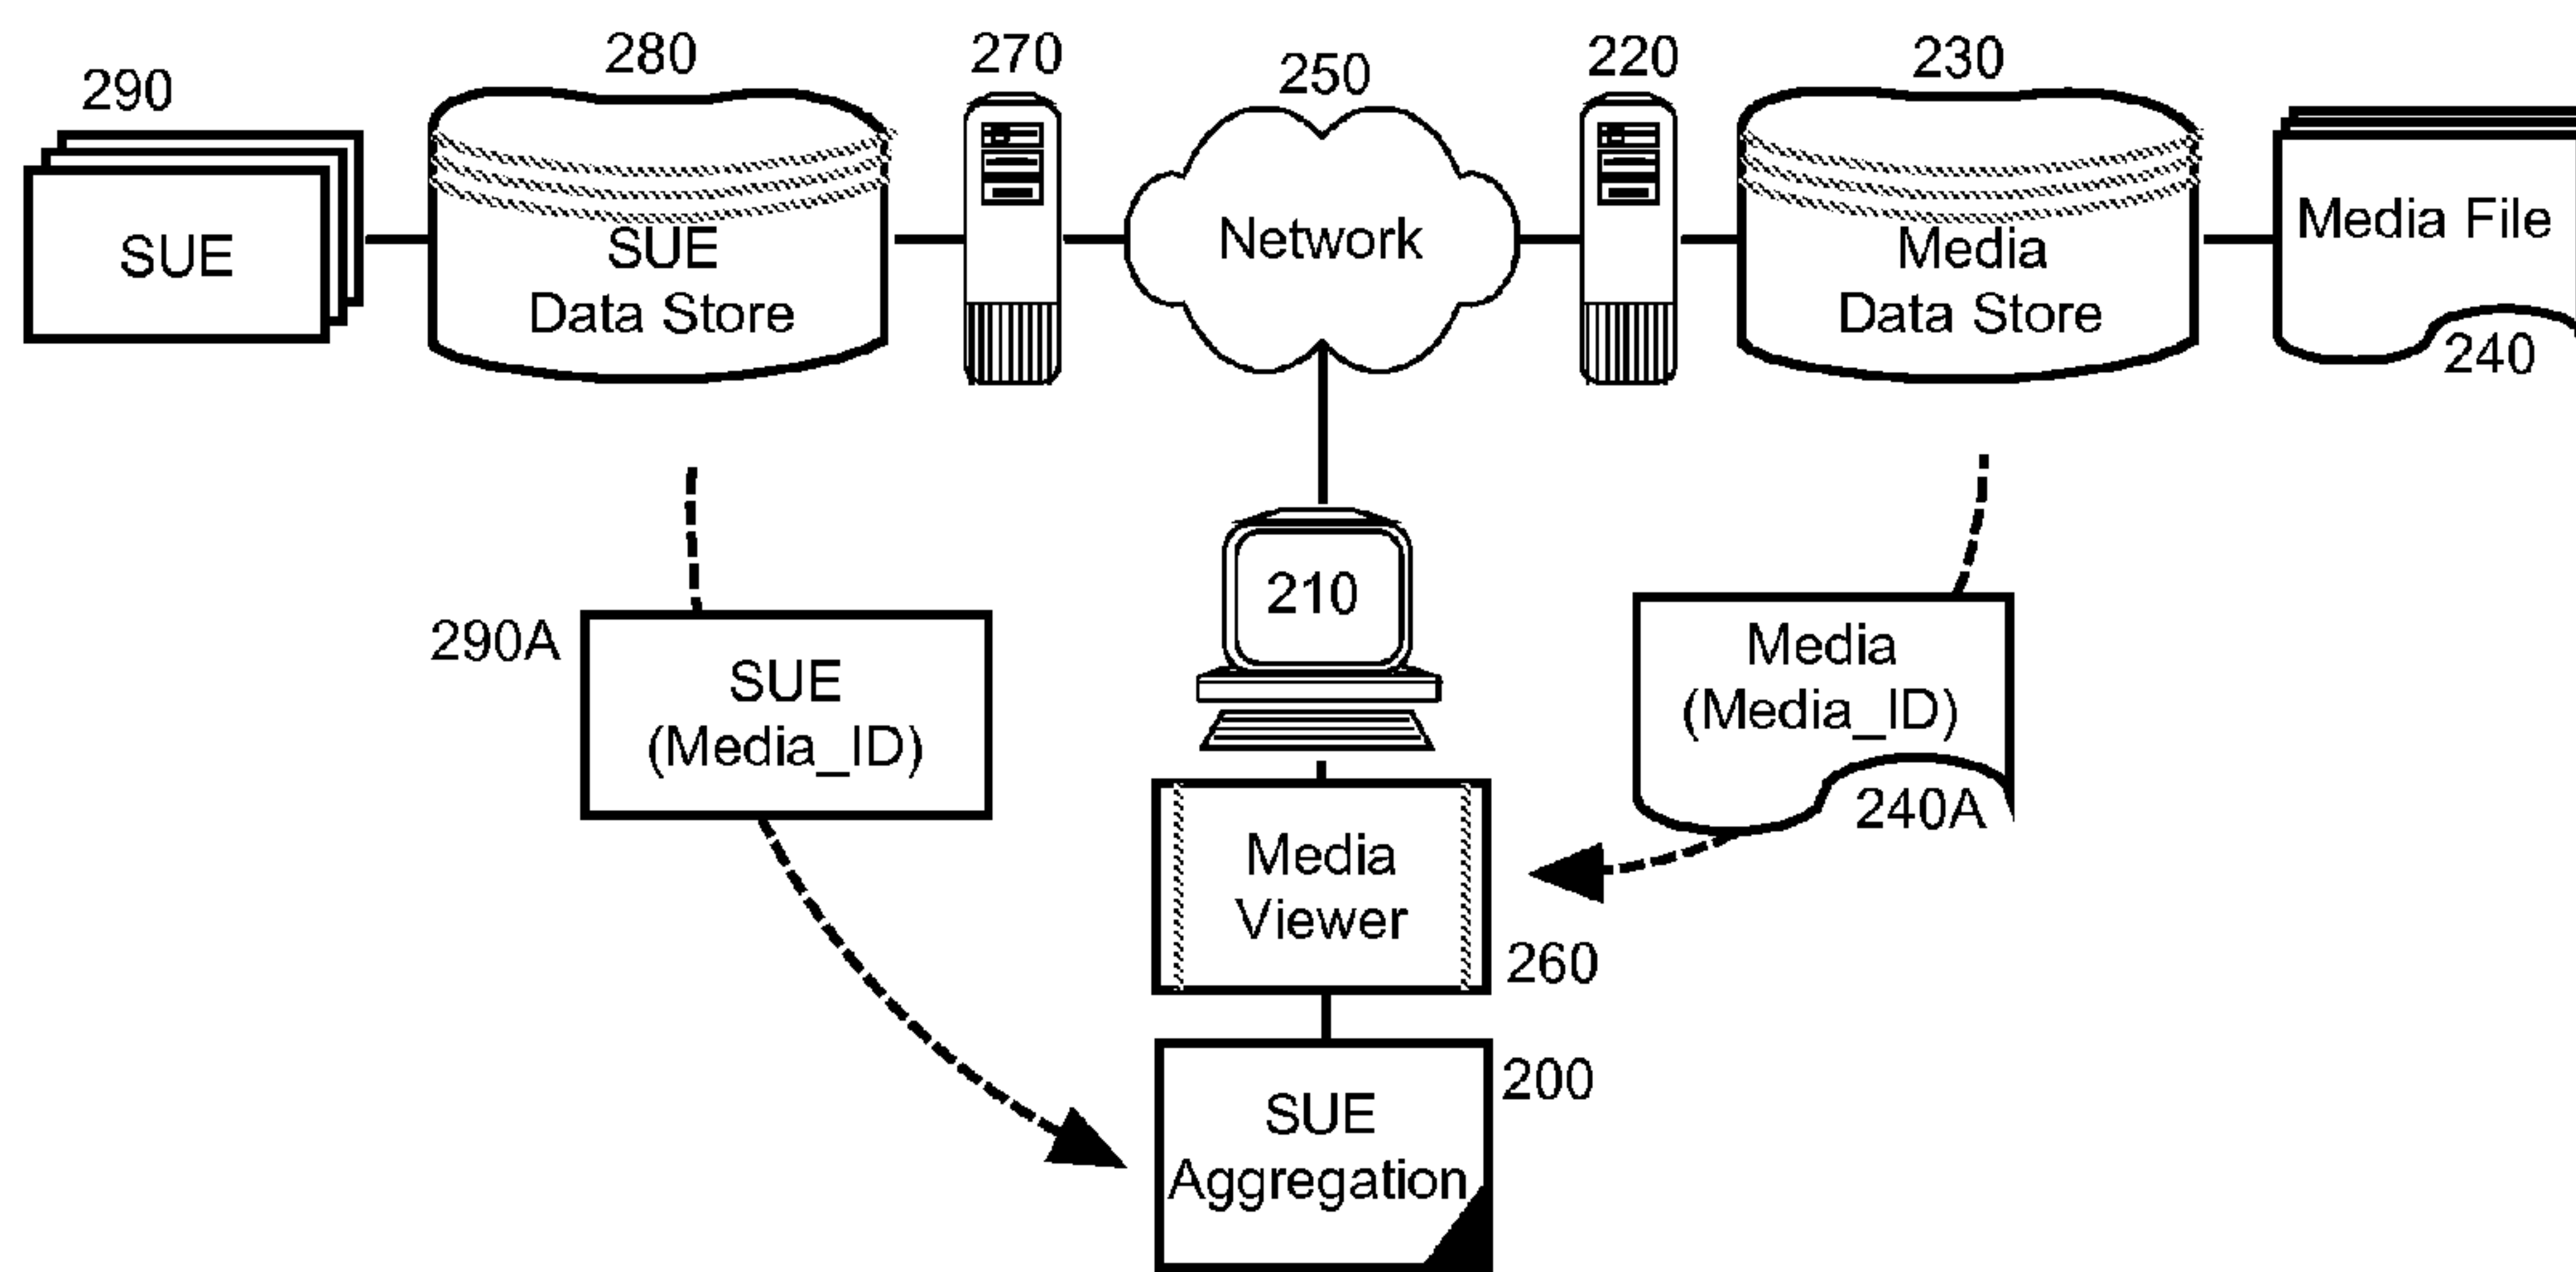 290
280
270
250
220
230
SUE
SUE
Data Store
Network
Media
Data Store
Media File
240
210
290A
SUE
(Media_ID)
Media
(Media_ID)
240A
Media
Viewer
260
SUE
Aggregation
200